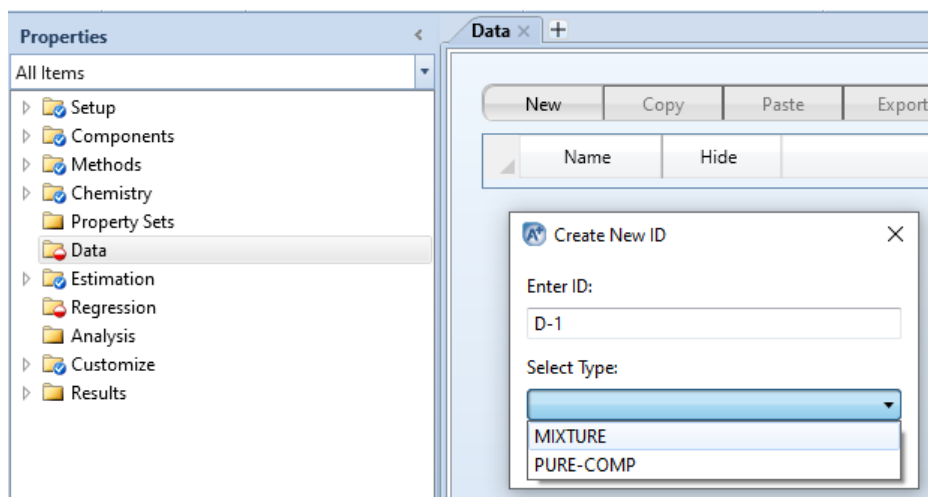 Properties
All Items
Setup
Components
Methods
Chemistry
Property Sets
Data
Estimation
Regression
Analysis
Customize
Results
Data
New Copy Paste Export
Name Hide
A+ Create New ID
Enter ID:
D-1
Select Type:
MIXTURE
PURE-COMP